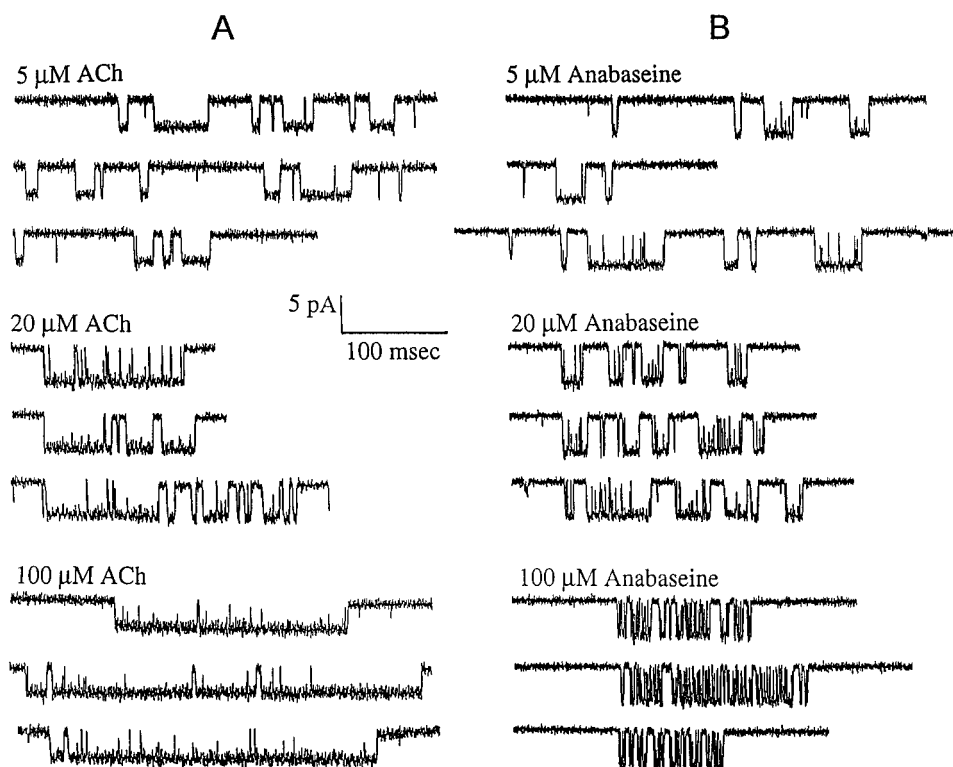 A
B
5 µM ACh
5 µM Anabaseine
20 µM ACh
5 pA
100 msec
20 µM Anabaseine
100 µM ACh
100 µM Anabaseine